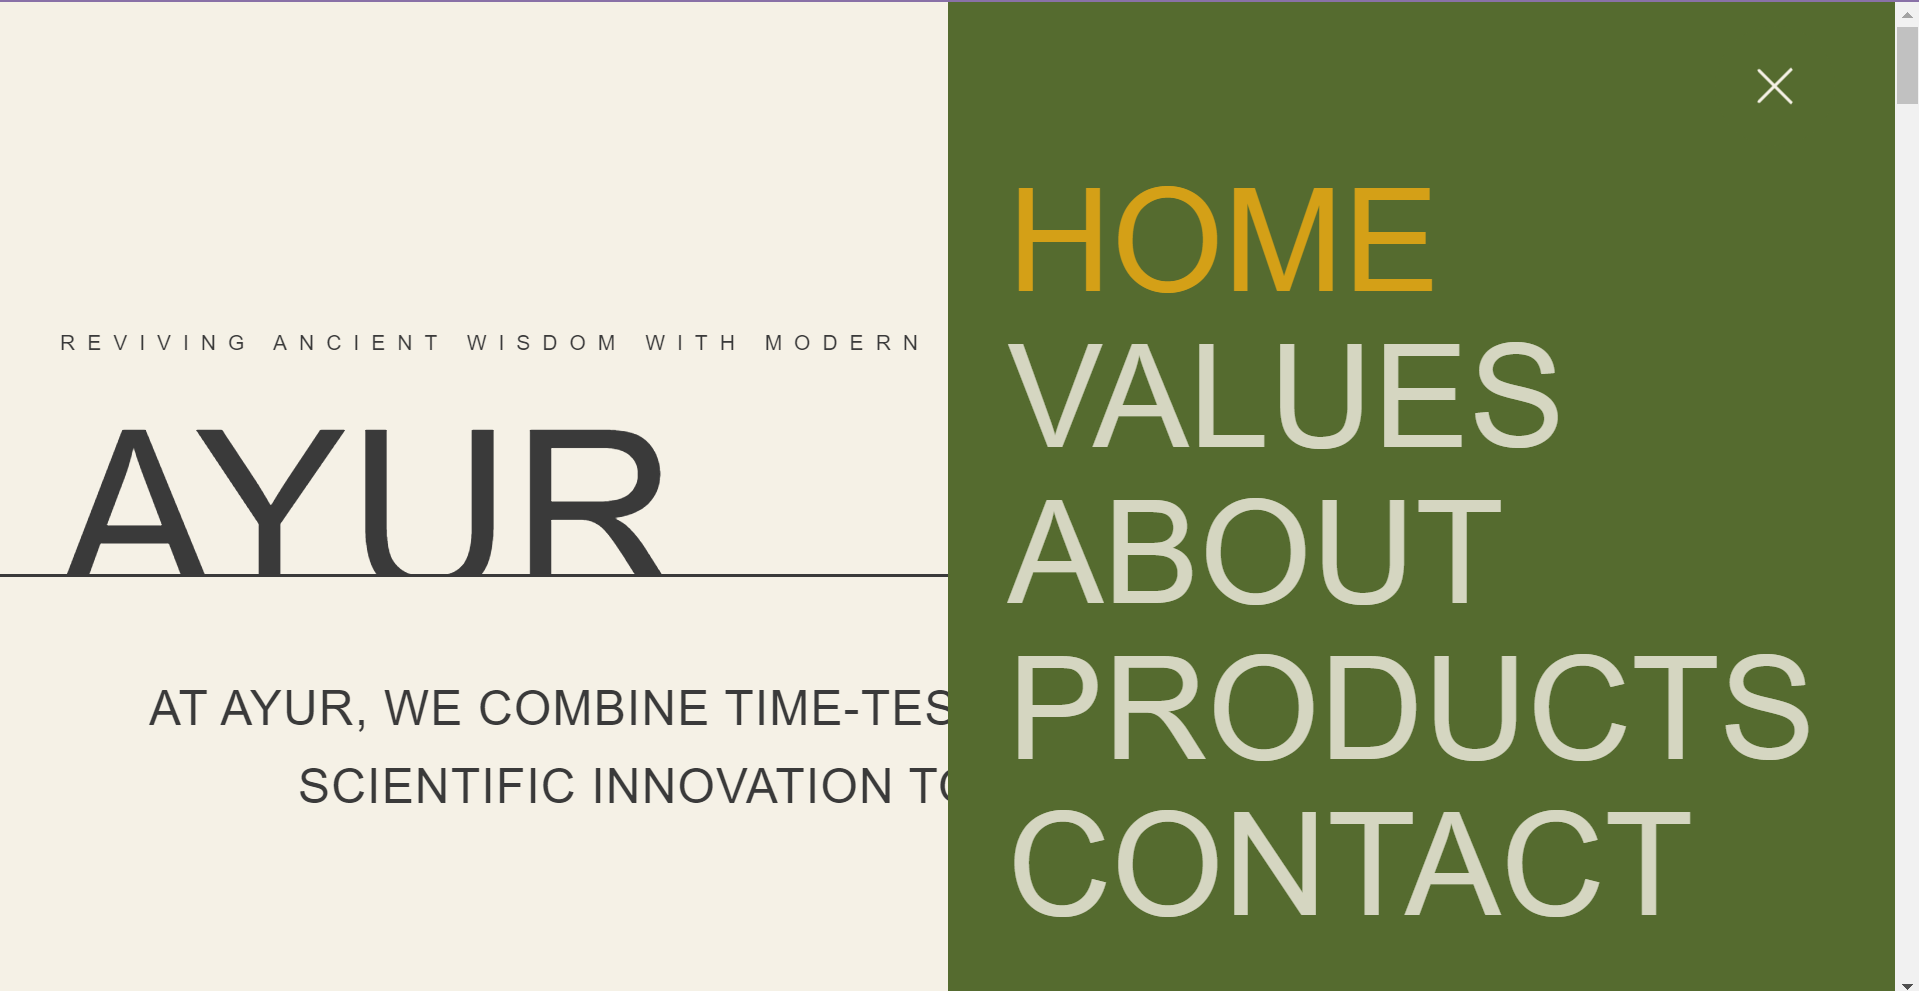 REVIVING ANCIENT WISDOM WITH MODERN
AYUR
AT AYUR, WE COMBINE TIME-TES
SCIENTIFIC INNOVATION TO
HOME
VALUES
ABOUT
PRODUCTS
CONTACT